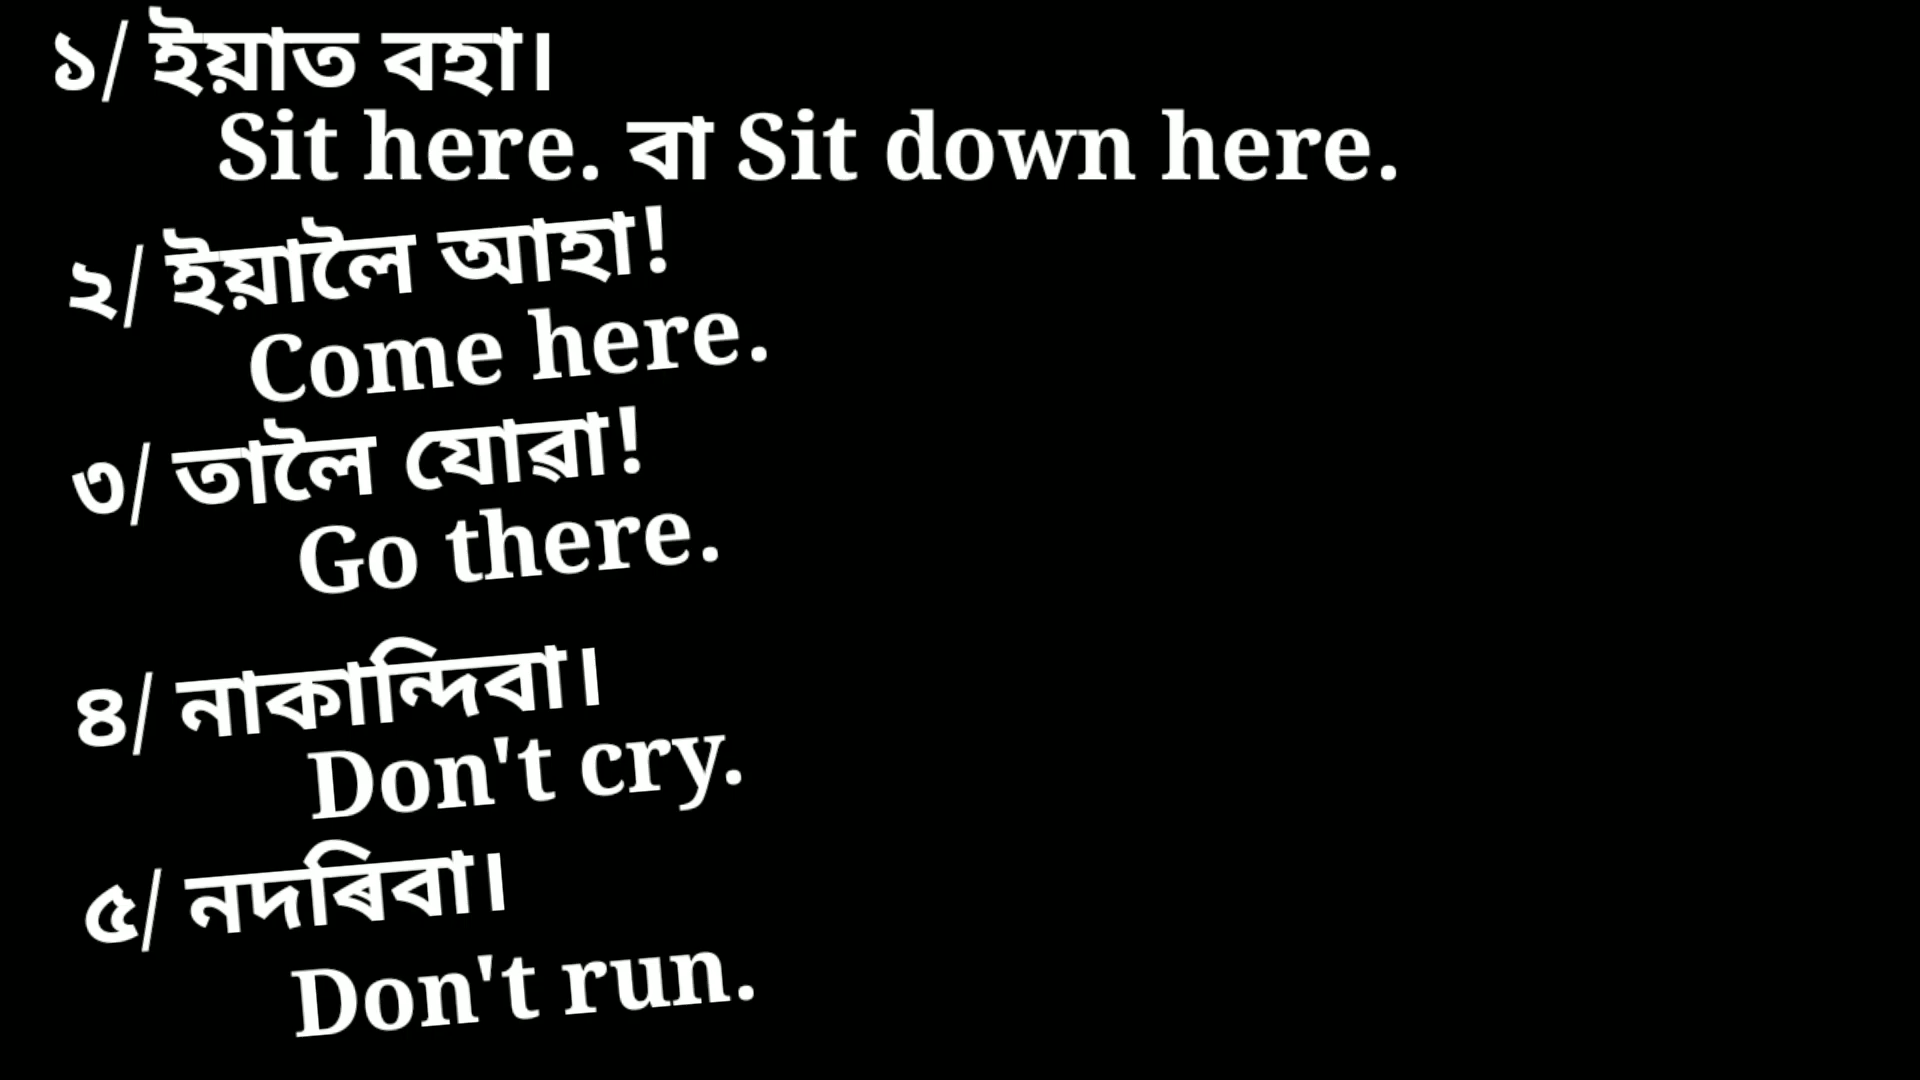 ১/ ইয়াত বহা।
Sit here. বা Sit down here.
২/ ইয়ালৈ আহা!
Come here.
৩/ তালৈ যোৱা!
Go there.
৪/ নাকান্দিবা।
Don't cry.
৫/ নদৰিবা।
Don't run.